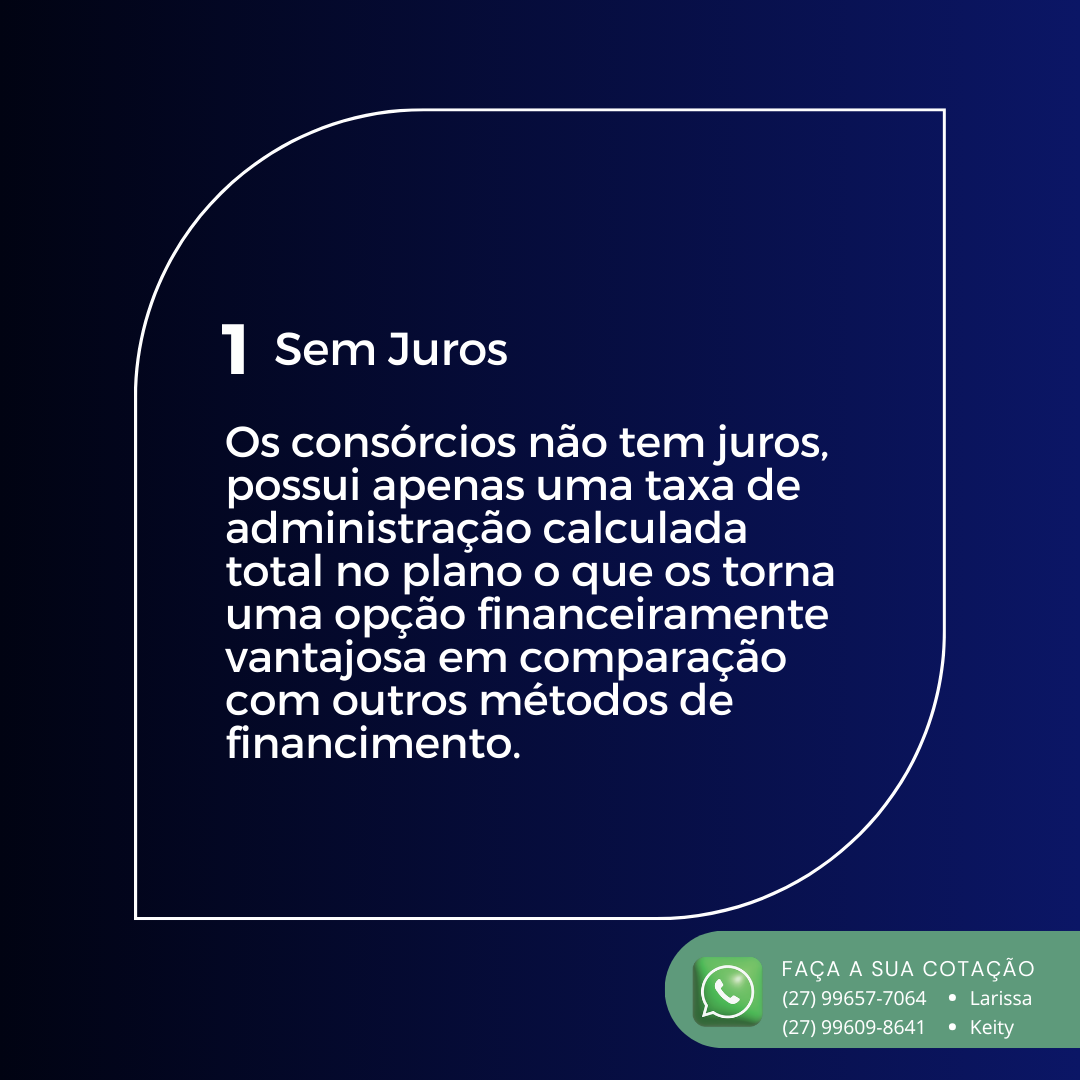 1 Sem Juros
Os consórcios não tem juros,
possui apenas uma taxa de
administração calculada
total no plano o que os torna
uma opção financeiramente
vantajosa em comparação
com outros métodos de
financimento.
FAÇA A SUA COTAÇÃO
(27) 99657-7064 • Larissa
(27) 99609-8641 • Keity